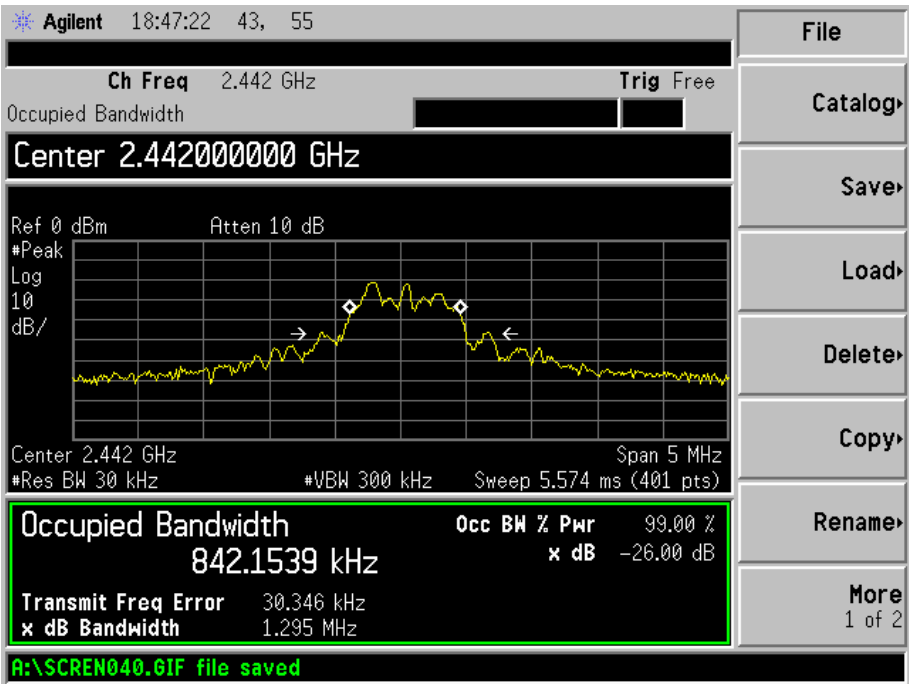 Agilent 18:47:22 43, 55
File
Ch Freq 2.442 GHz Trig Free
Occupied Bandwidth
Catalog
Center 2.442000000 GHz
Save
Ref 0 dBm Atten 10 dB
#Peak
Log
10
dB/
Load
Delete
Copy
Center 2.442 GHz Span 5 MHz
#Res BW 30 kHz #VBW 300 kHz Sweep 5.574 ms (401 pts)
Occupied Bandwidth Occ BW % Pwr 99.00 %
842.1539 kHz x dB -26.00 dB
Rename
Transmit Freq Error 30.346 kHz
x dB Bandwidth 1.295 MHz
More
1 of 2
A:\SCREN040.GIF file saved